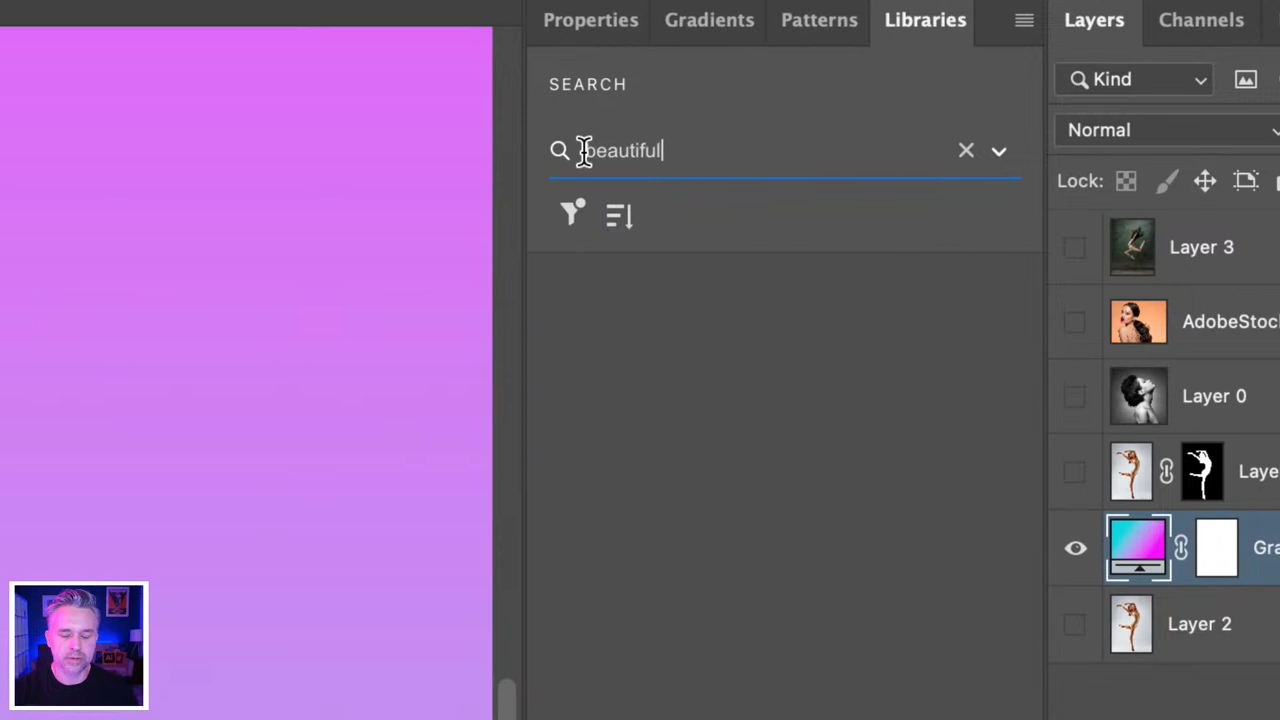 Properties Gradients Patterns Libraries Layers Channels
SEARCH
Kind
Normal
beautiful
Lock:
Layer 3
AdobeStoc
Layer 0
Laye
Gra
Layer 2